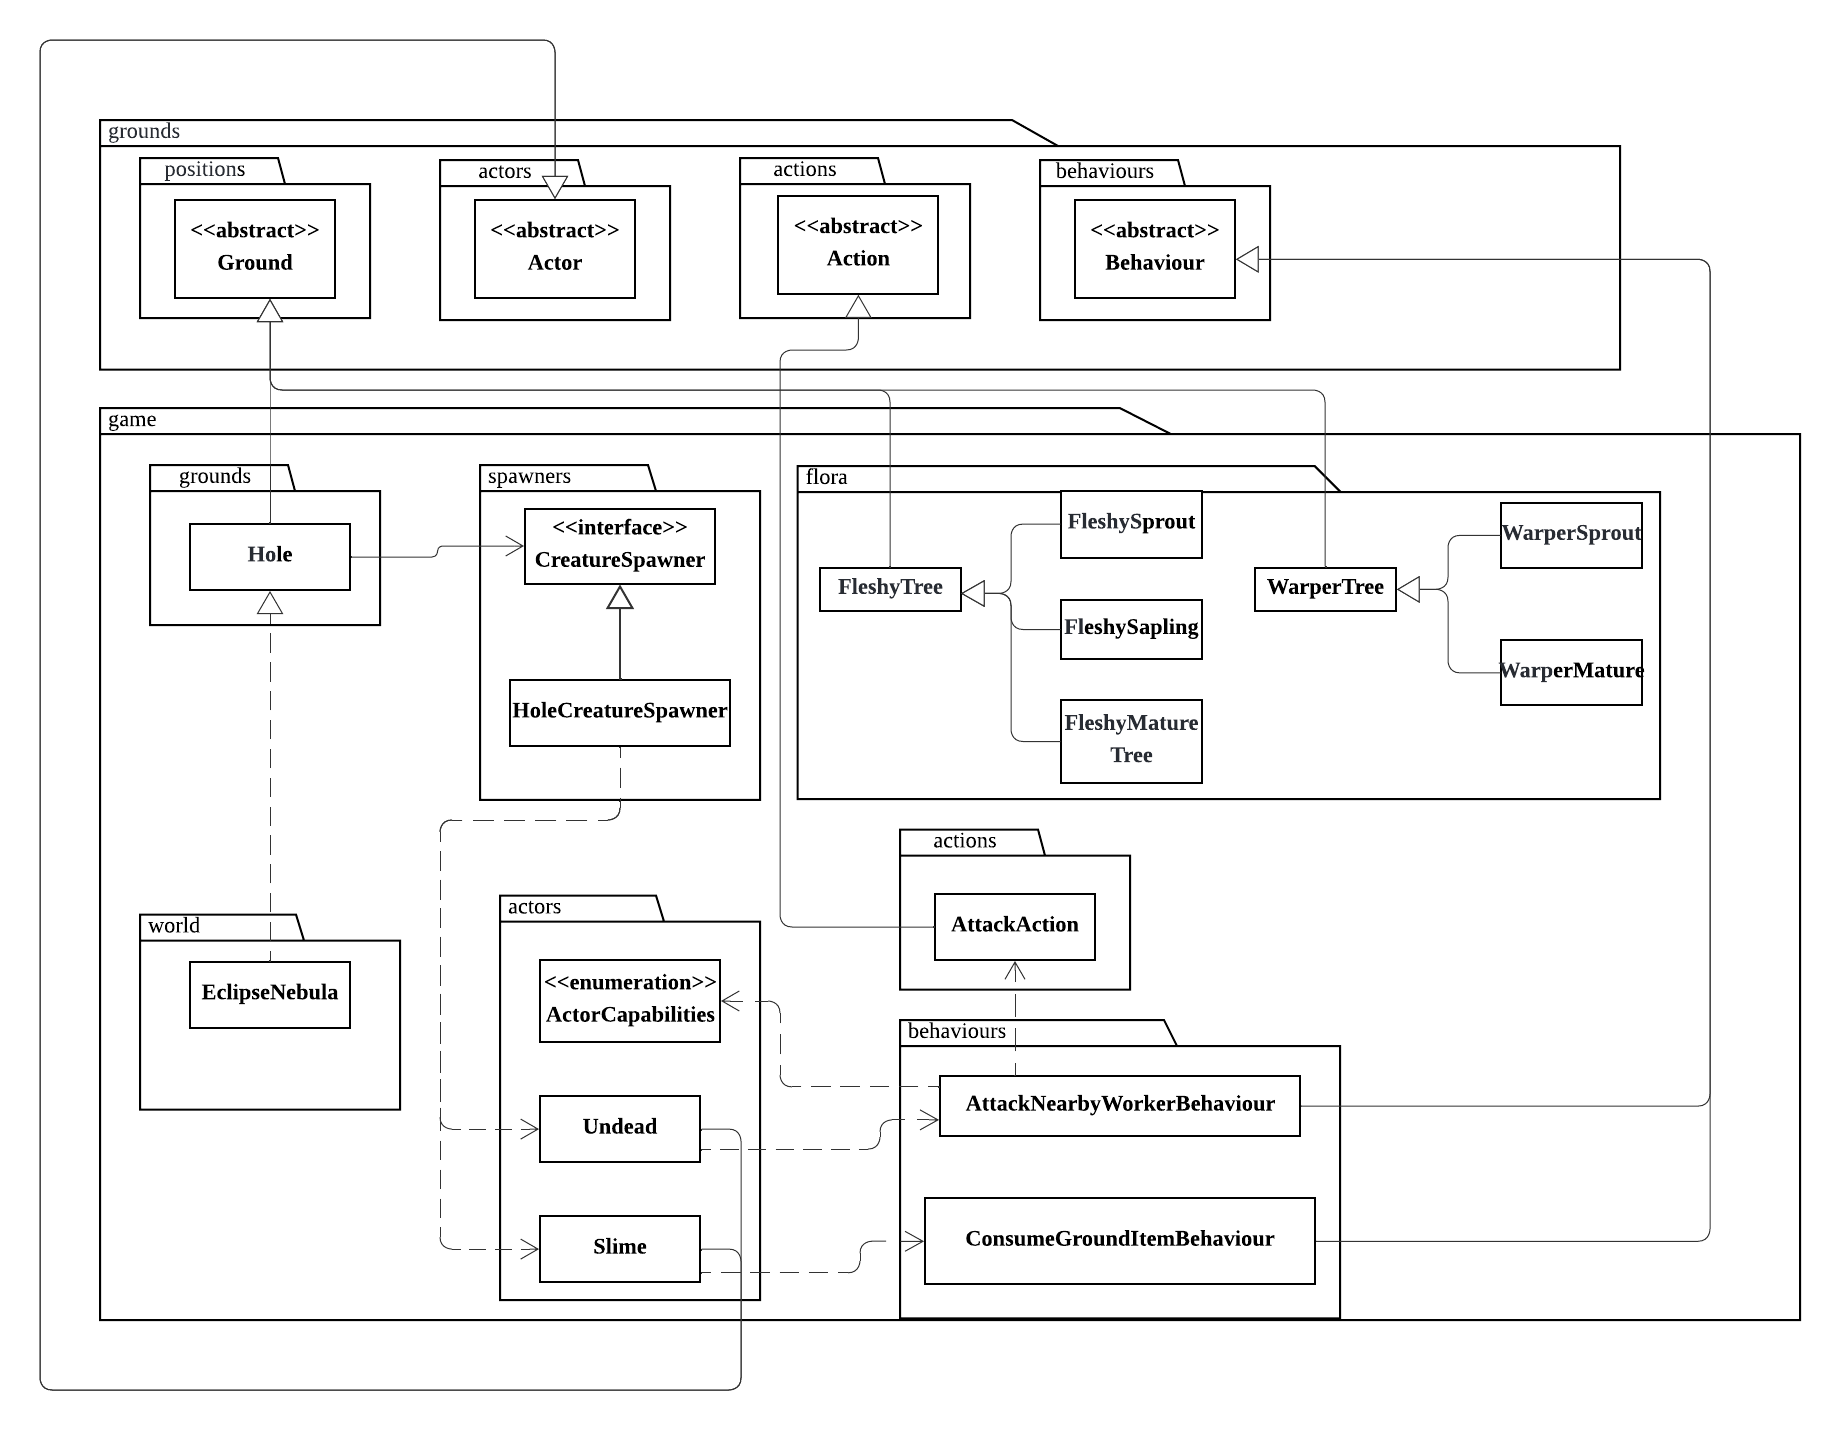 grounds
positions
actors
actions
behaviours
<<abstract>>
Ground
<<abstract>>
Actor
<<abstract>>
Action
<<abstract>>
Behaviour
game
grounds
spawners
flora
Hole
<<interface>>
CreatureSpawner
HoleCreatureSpawner
FleshyTree
FleshySprout
FleshySapling
FleshyMature
Tree
WarperTree
WarperSprout
WarperMature
world
EclipseNebula
actors
<<enumeration>>
ActorCapabilities
Undead
Slime
actions
AttackAction
behaviours
AttackNearbyWorkerBehaviour
ConsumeGroundItemBehaviour